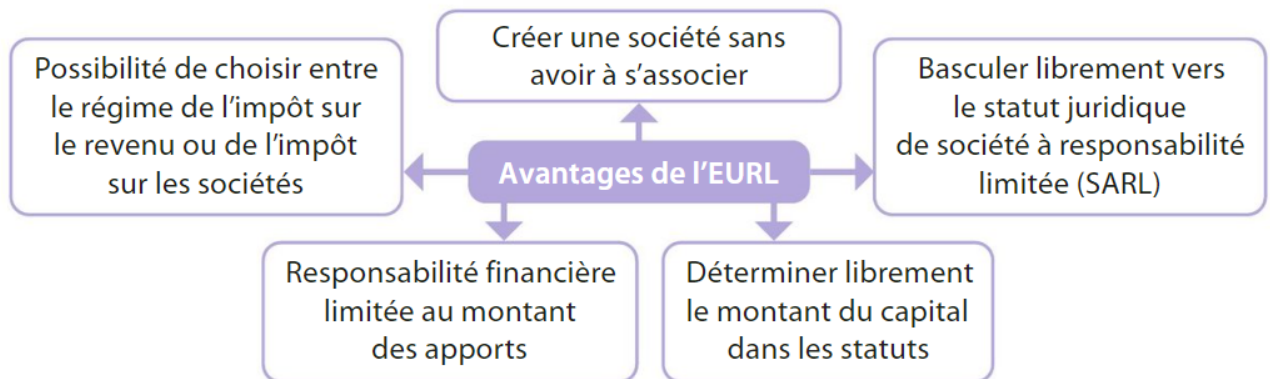 Créer une société sans
avoir à s’associer
Possibilité de choisir entre
le régime de l’impôt sur
le revenu ou de l’impôt
sur les sociétés
Avantages de l’EURL
Basculer librement vers
le statut juridique
de société à responsabilité
limitée (SARL)
Responsabilité financière
limitée au montant
des apports
Déterminer librement
le montant du capital
dans les statuts